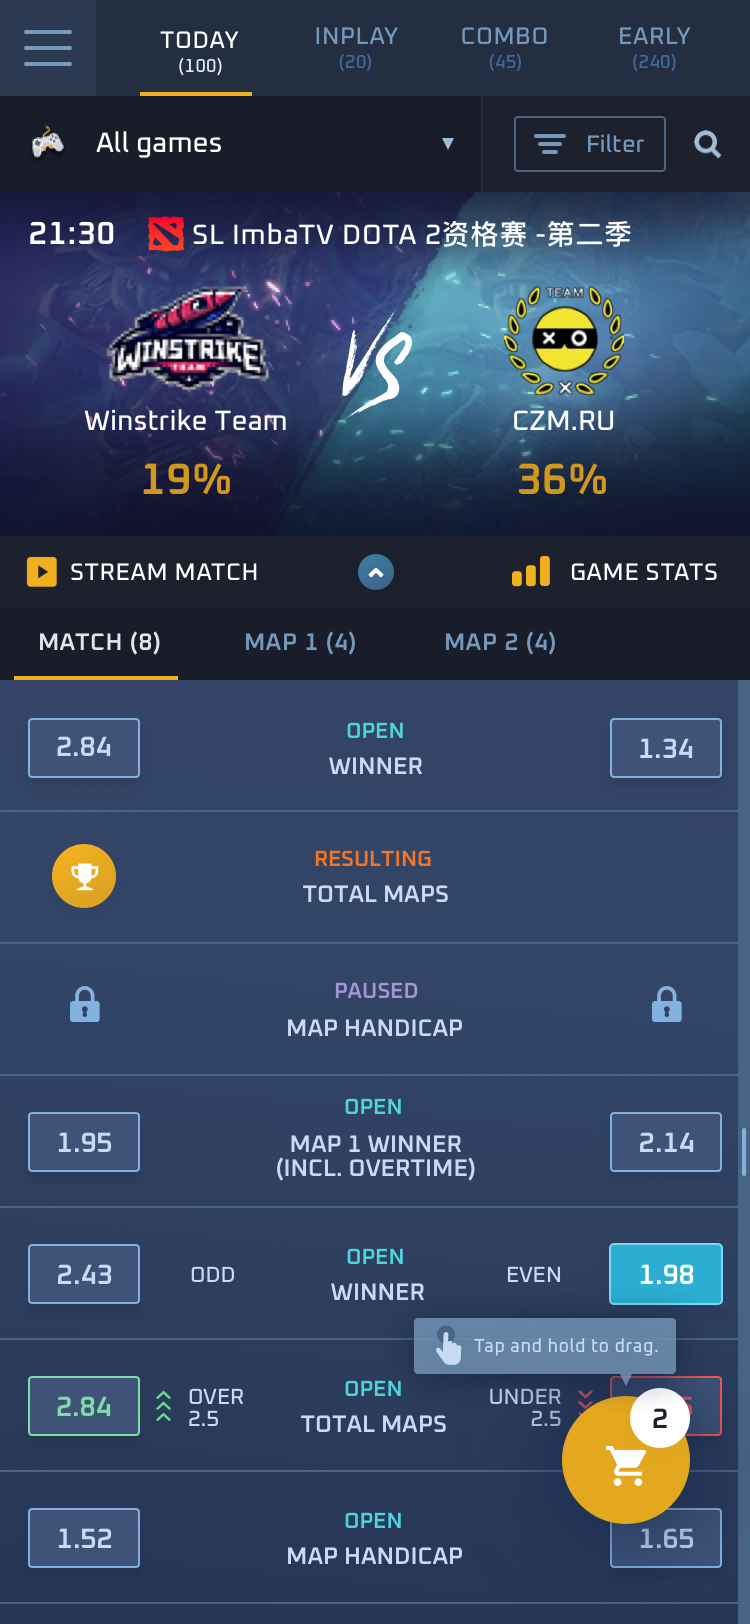 TODAY
(100)
INPLAY
(20)
COMBO
(45)
EARLY
(240)
All games
Filter
21:30
SL ImbaTV DOTA 2资格赛 -第二季
WINSTRIKE
TEAM
VS
TEAM
X O
X
Winstrike Team
CZM.RU
19%
36%
STREAM MATCH
GAME STATS
MATCH (8)
MAP 1 (4)
MAP 2 (4)
2.84
OPEN
WINNER
1.34
RESULTING
TOTAL MAPS
PAUSED
MAP HANDICAP
1.95
OPEN
MAP 1 WINNER
(INCL. OVERTIME)
2.14
2.43
ODD
OPEN
WINNER
EVEN
1.98
Tap and hold to drag.
2.84
OVER
2.5
OPEN
TOTAL MAPS
UNDER
2.5
2
1.52
OPEN
MAP HANDICAP
1.65